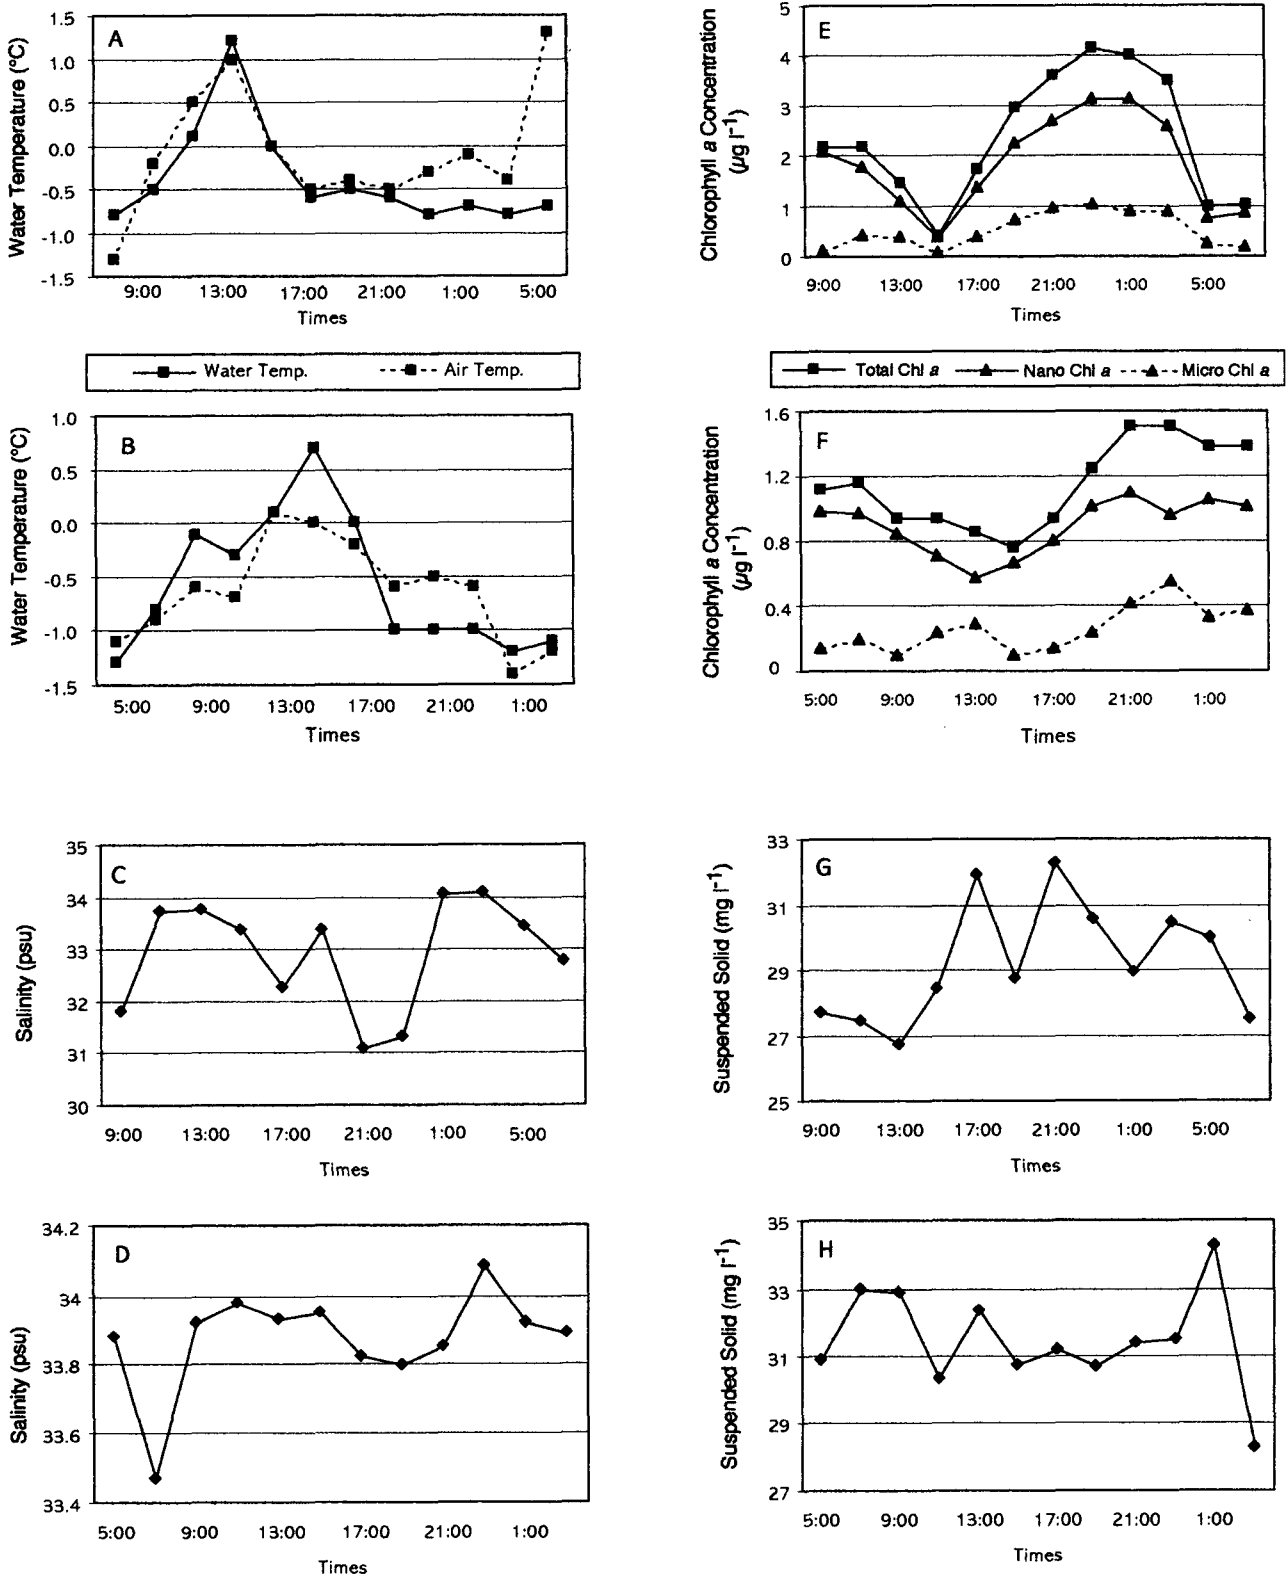 A
Water Temperature (°C)
1.5
1.0
0.5
0.0
-0.5
-1.0
-1.5
9:00 13:00 17:00 21:00 1:00 5:00
Times
Water Temp. Air Temp.
B
Water Temperature (°C)
1.0
0.5
0.0
-0.5
-1.0
-1.5
5:00 9:00 13:00 17:00 21:00 1:00
Times
C
Salinity (psu)
35
34
33
32
31
30
9:00 13:00 17:00 21:00 1:00 5:00
Times
D
Salinity (psu)
34.2
34
33.8
33.6
33.4
5:00 9:00 13:00 17:00 21:00 1:00
Times
E
Chlorophyll a Concentration
(µg l-1)
5
4
3
2
1
0
9:00 13:00 17:00 21:00 1:00 5:00
Times
Total Chl a Nano Chl a Micro Chl a
F
Chlorophyll a Concentration
(µg l-1)
1.6
1.2
0.8
0.4
0
5:00 9:00 13:00 17:00 21:00 1:00
Times
G
Suspended Solid (mg l-1)
33
31
29
27
25
9:00 13:00 17:00 21:00 1:00 5:00
Times
H
Suspended Solid (mg l-1)
35
33
31
29
27
5:00 9:00 13:00 17:00 21:00 1:00
Times